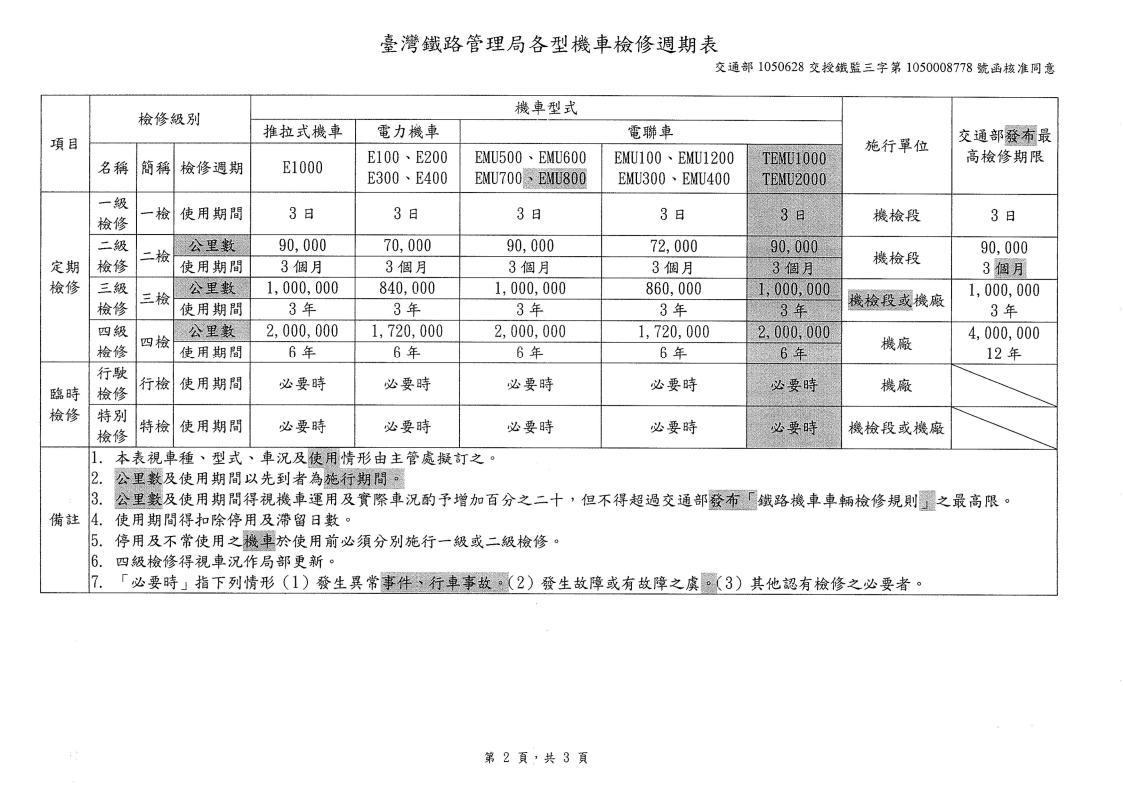 臺灣鐵路管理局各型機車檢修週期表
交通部 1050628 交授鐵監三字第 1050008778 號函核准同意
項目 檢修級別 機車型式 施行單位 交通部發布最高檢修期限
推拉式機車 電力機車 電聯車
名稱 簡稱 檢修週期 E1000 E100、E200 EMU500、EMU600 EMU100、EMU1200 TEMU1000
E300、E400 EMU700、EMU800 EMU300、EMU400 TEMU2000
定期檢修
一級檢修 一檢 使用期間 3日 3日 3日 3日 3日 機檢段 3日
二級檢修 二檢 公里數 90,000 70,000 90,000 72,000 90,000 機檢段 90,000
使用期間 3個月 3個月 3個月 3個月 3個月 3個月
三級檢修 三檢 公里數 1,000,000 840,000 1,000,000 860,000 1,000,000 機檢段或機廠 1,000,000
使用期間 3年 3年 3年 3年 3年 3年
四級檢修 四檢 公里數 2,000,000 1,720,000 2,000,000 1,720,000 2,000,000 機廠 4,000,000
使用期間 6年 6年 6年 6年 6年 12年
臨時檢修
行駛檢修 行檢 使用期間 必要時 必要時 必要時 必要時 必要時 機廠
特別檢修 特檢 使用期間 必要時 必要時 必要時 必要時 必要時 機檢段或機廠
備註
1. 本表視車種、型式、車況及使用情形由主管處擬訂之。
2. 公里數及使用期間以先到者為施行期間。
3. 公里數及使用期間得視機車運用及實際車況酌予增加百分之二十，但不得超過交通部發布「鐵路機車車輛檢修規則」之最高限。
4. 使用期間得扣除停用及滯留日數。
5. 停用及不常使用之機車於使用前必須分別施行一級或二級檢修。
6. 四級檢修得視車況作局部更新。
7. 「必要時」指下列情形(1)發生異常事件、行車事故。(2)發生故障或有故障之虞。(3)其他認有檢修之必要者。
第 2 頁，共 3 頁